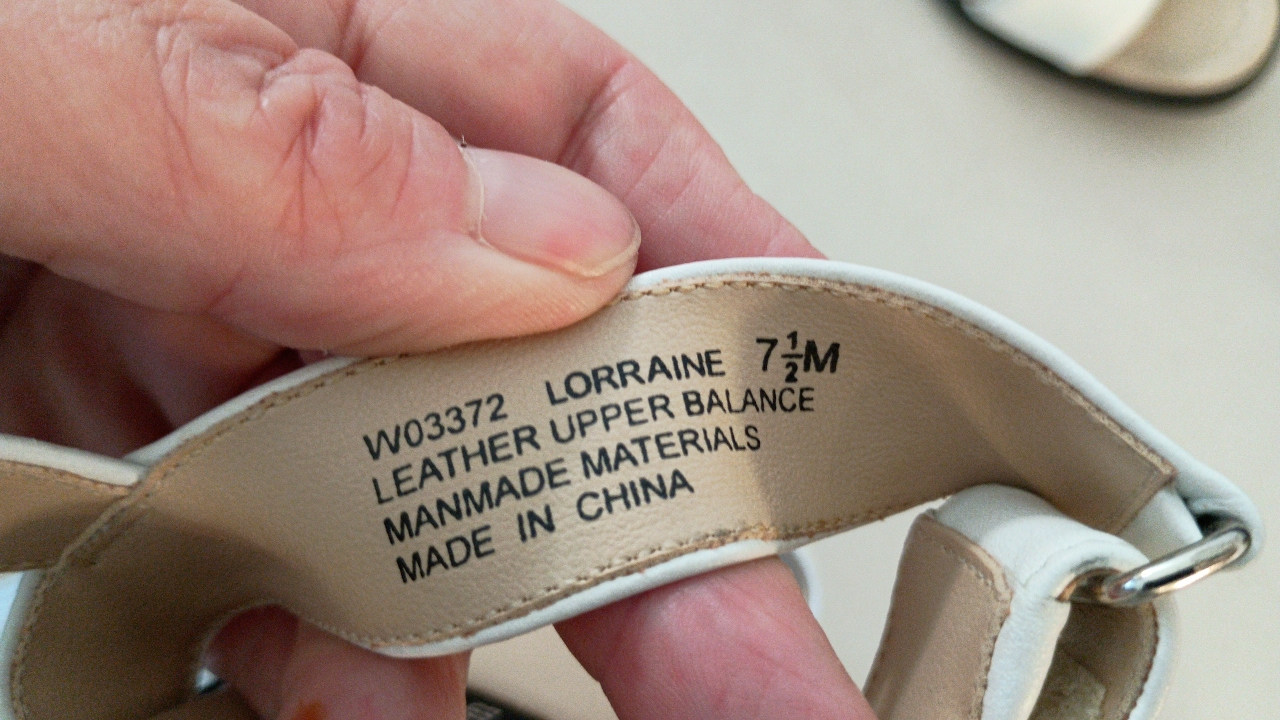 W03372 LORRAINE 7½M
LEATHER UPPER BALANCE
MANMADE MATERIALS
MADE IN CHINA